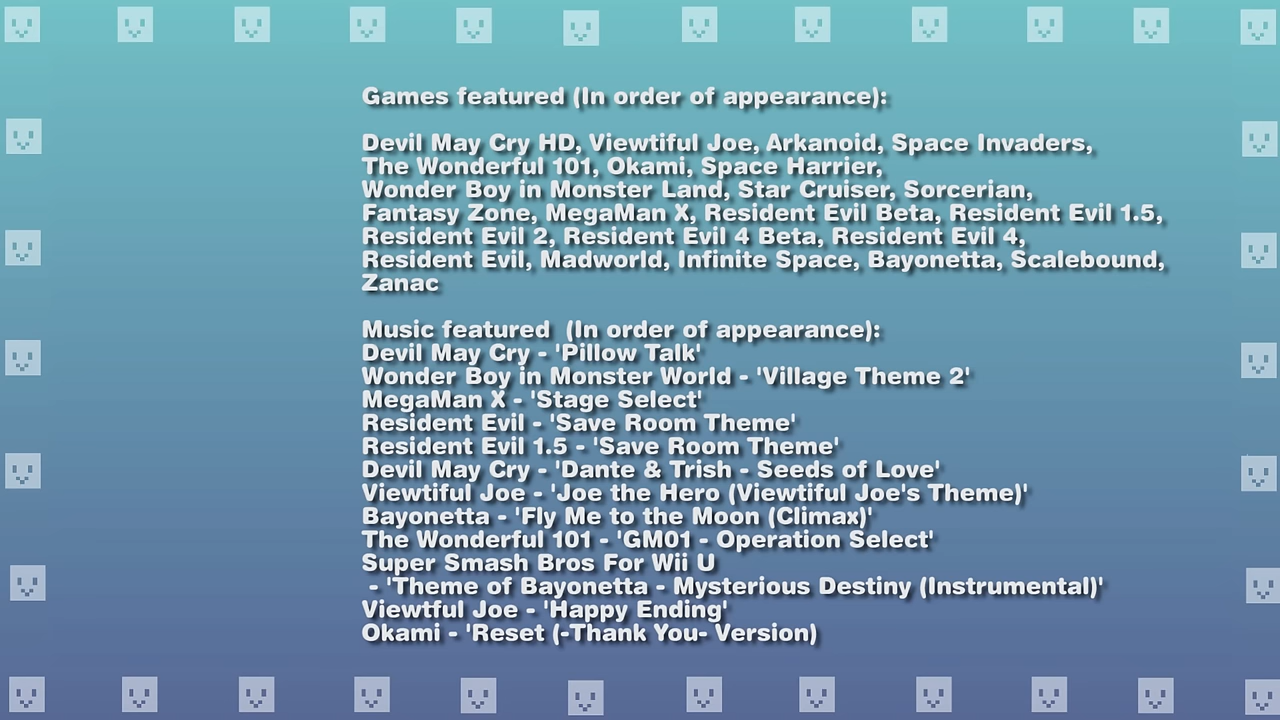 Games featured (In order of appearance):
Devil May Cry HD, Viewtiful Joe, Arkanoid, Space Invaders,
The Wonderful 101, Okami, Space Harrier,
Wonder Boy in Monster Land, Star Cruiser, Sorcerian,
Fantasy Zone, MegaMan X, Resident Evil Beta, Resident Evil 1.5,
Resident Evil 2, Resident Evil 4 Beta, Resident Evil 4,
Resident Evil, Madworld, Infinite Space, Bayonetta, Scalebound,
Zanac
Music featured  (In order of appearance):
Devil May Cry - 'Pillow Talk'
Wonder Boy in Monster World - 'Village Theme 2'
MegaMan X - 'Stage Select'
Resident Evil - 'Save Room Theme'
Resident Evil 1.5 - 'Save Room Theme'
Devil May Cry - 'Dante & Trish - Seeds of Love'
Viewtiful Joe - 'Joe the Hero (Viewtiful Joe's Theme)'
Bayonetta - 'Fly Me to the Moon (Climax)'
The Wonderful 101 - 'GM01 - Operation Select'
Super Smash Bros For Wii U
- 'Theme of Bayonetta - Mysterious Destiny (Instrumental)'
Viewtful Joe - 'Happy Ending'
Okami - 'Reset (-Thank You- Version)